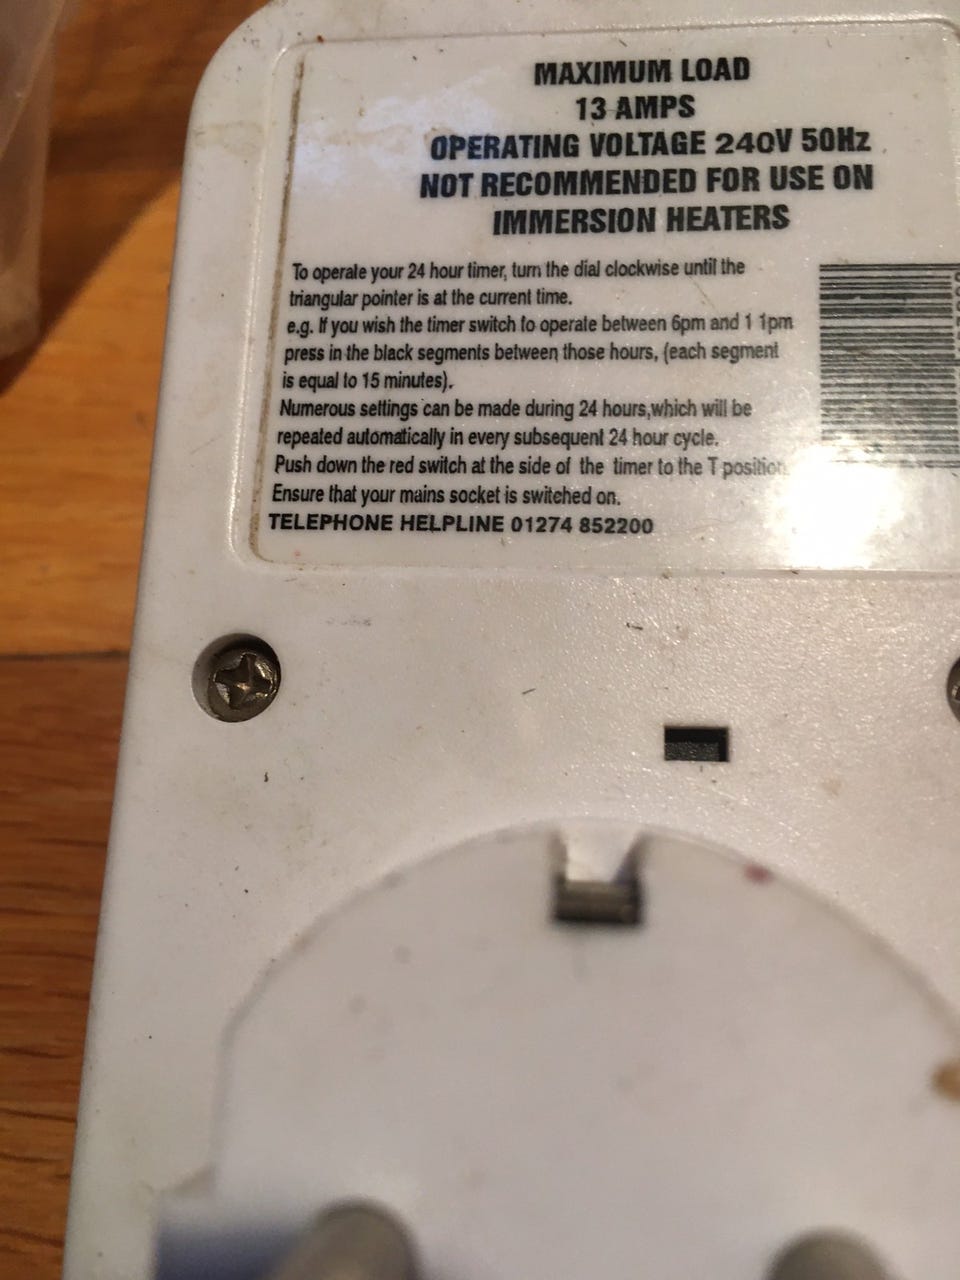 MAXIMUM LOAD
13 AMPS
OPERATING VOLTAGE 240V 50Hz
NOT RECOMMENDED FOR USE ON
IMMERSION HEATERS
To operate your 24 hour timer, turn the dial clockwise until the
triangular pointer is at the current time.
e.g. If you wish the timer switch to operate between 6pm and 1 1pm
press in the black segments between those hours, (each segment
is equal to 15 minutes).
Numerous settings can be made during 24 hours,which will be
repeated automatically in every subsequent 24 hour cycle.
Push down the red switch at the side of the timer to the T position.
Ensure that your mains socket is switched on.
TELEPHONE HELPLINE 01274 852200